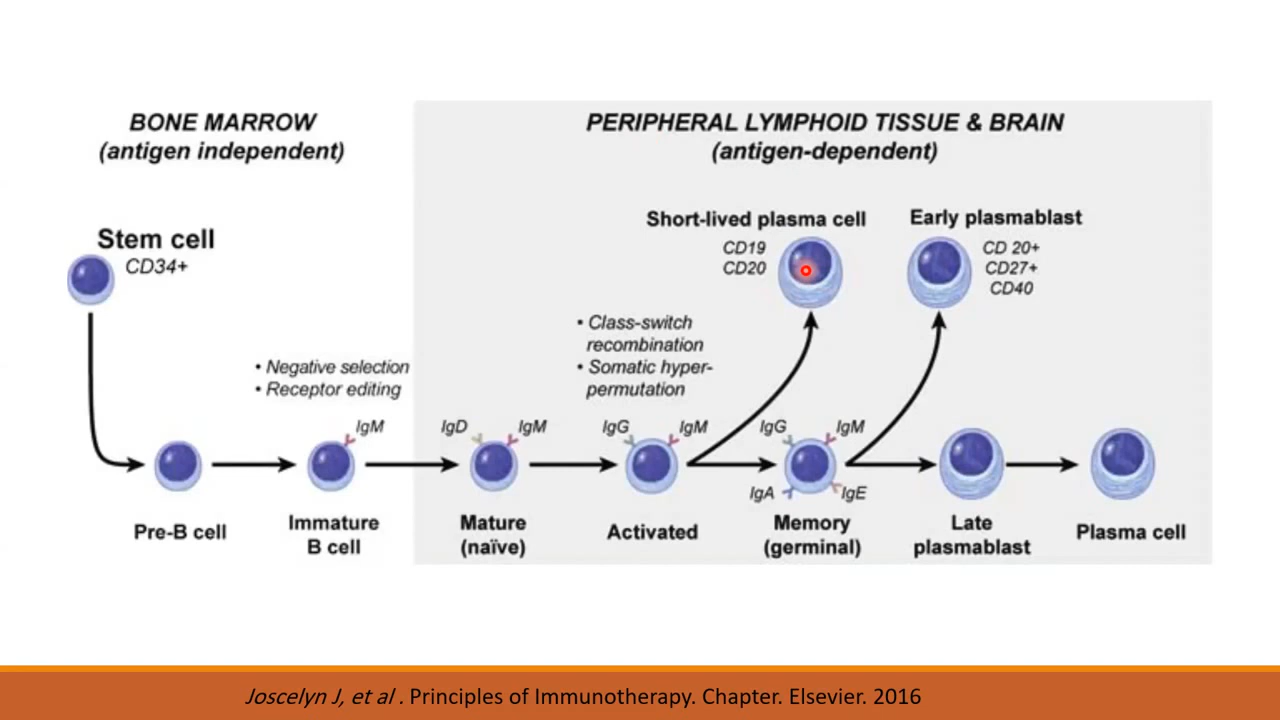 BONE MARROW
(antigen independent)
PERIPHERAL LYMPHOID TISSUE & BRAIN
(antigen-dependent)
Stem cell
CD34+
Short-lived plasma cell
CD19
CD20
Early plasmablast
CD 20+
CD27+
CD40
• Negative selection
• Receptor editing
• Class-switch
recombination
• Somatic hyper-
permutation
IgM
IgD
IgM
IgG
IgM
IgG
IgM
IgA
IgE
Pre-B cell
Immature
B cell
Mature
(naïve)
Activated
Memory
(germinal)
Late
plasmablast
Plasma cell
Joscelyn J, et al . Principles of Immunotherapy. Chapter. Elsevier. 2016